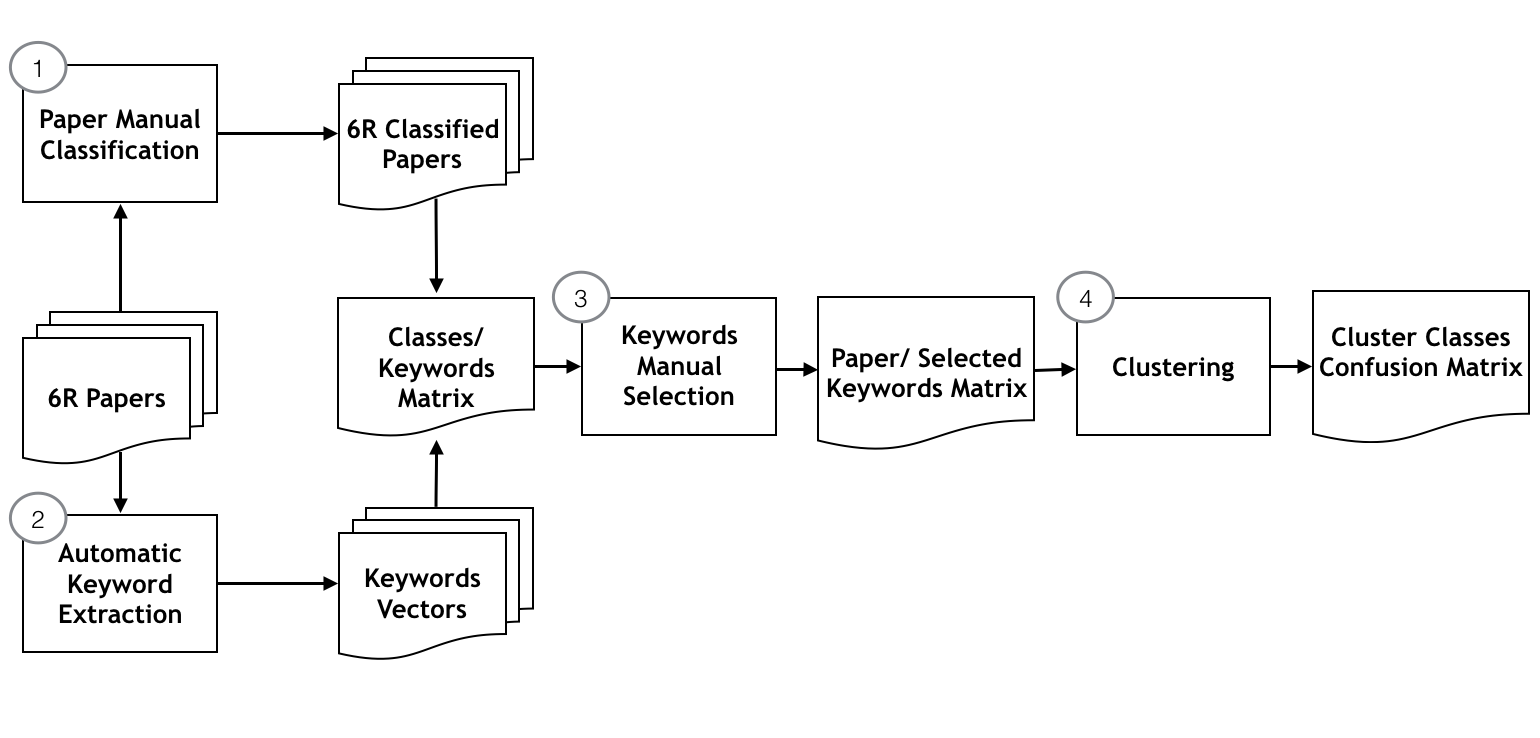 1
Paper Manual
Classification
6R Classified
Papers
6R Papers
2
Automatic
Keyword
Extraction
Keywords
Vectors
Classes/
Keywords
Matrix
3
Keywords
Manual
Selection
Paper/ Selected
Keywords Matrix
4
Clustering
Cluster Classes
Confusion Matrix